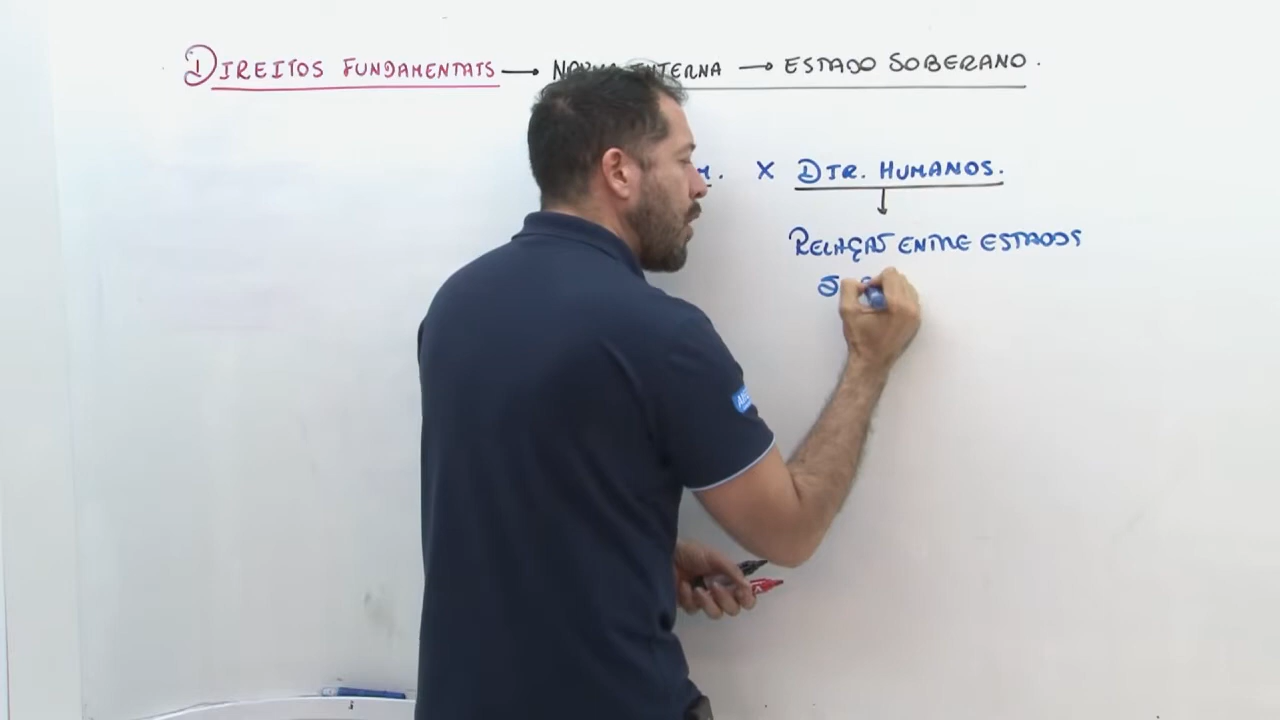 DIREITOS FUNDAMENTAIS → NORMA INTERNA → ESTADO SOBERANO.
M. X DIR. HUMANOS.
RELAÇÃO ENTRE ESTADOS